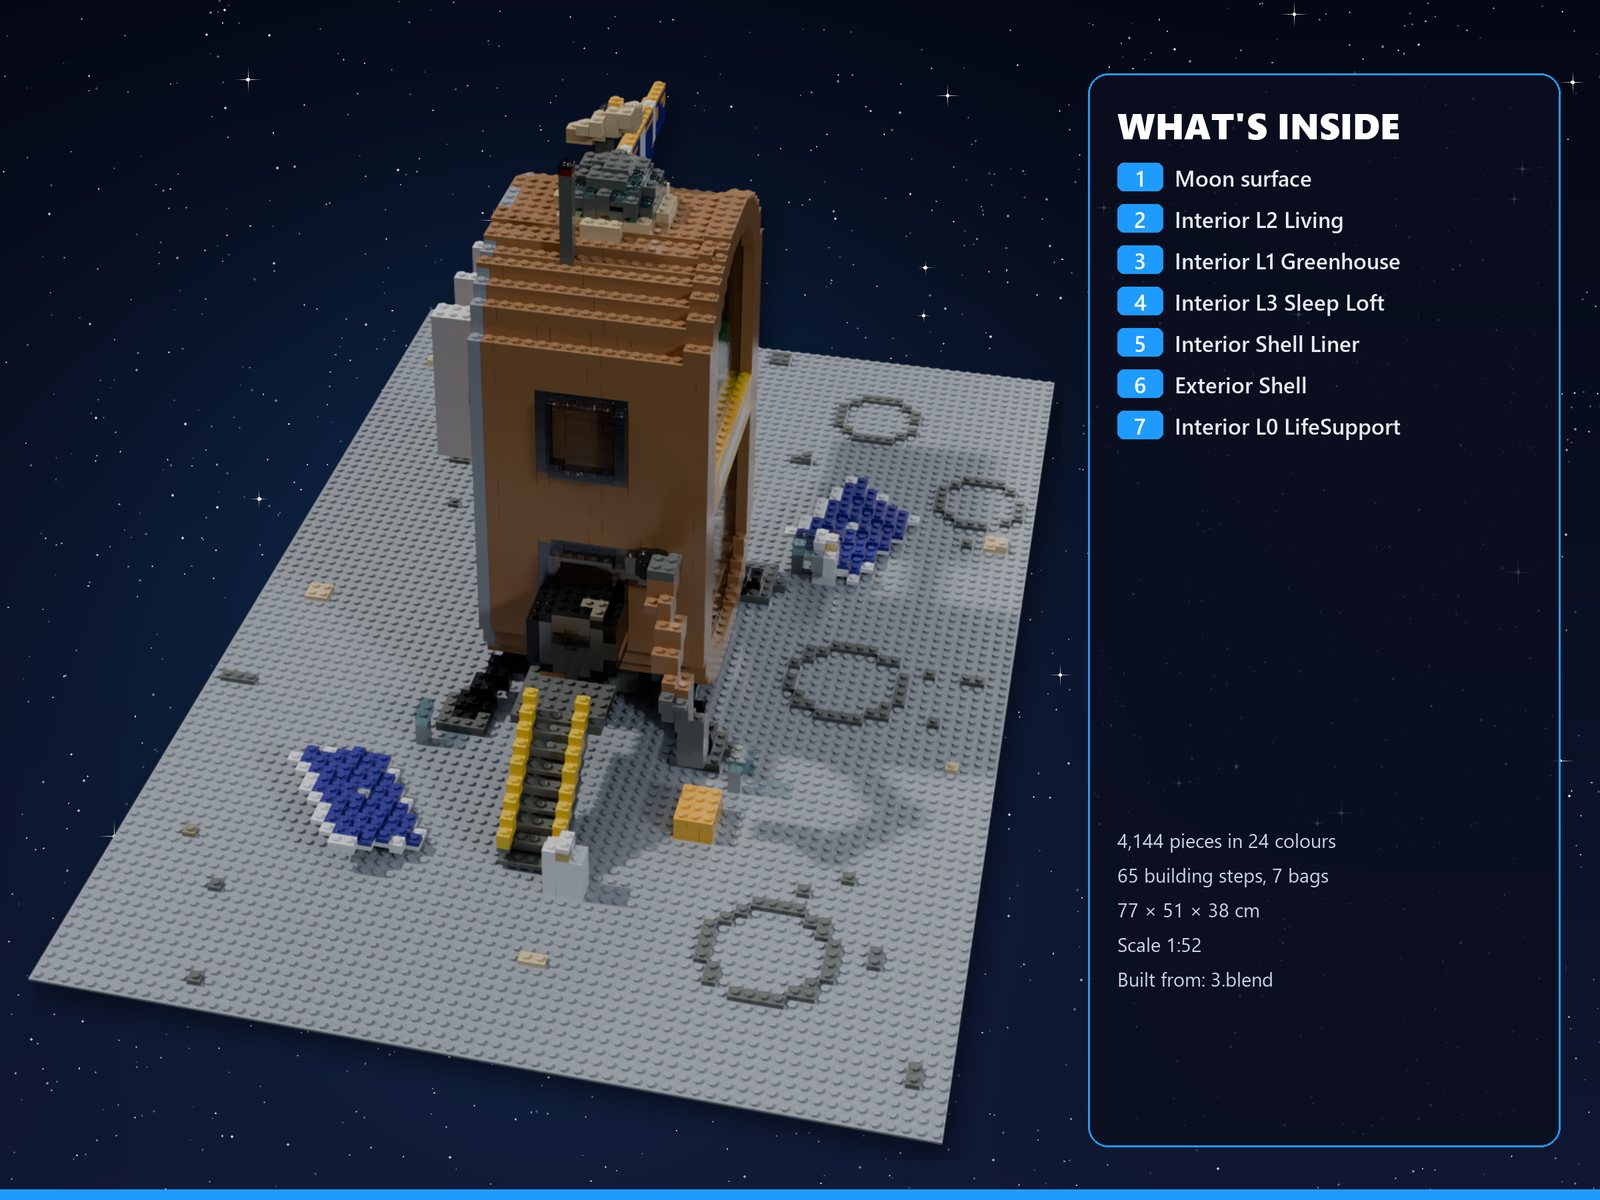 WHAT'S INSIDE
1 Moon surface
2 Interior L2 Living
3 Interior L1 Greenhouse
4 Interior L3 Sleep Loft
5 Interior Shell Liner
6 Exterior Shell
7 Interior L0 LifeSupport
4,144 pieces in 24 colours
65 building steps, 7 bags
77 × 51 × 38 cm
Scale 1:52
Built from: 3.blend